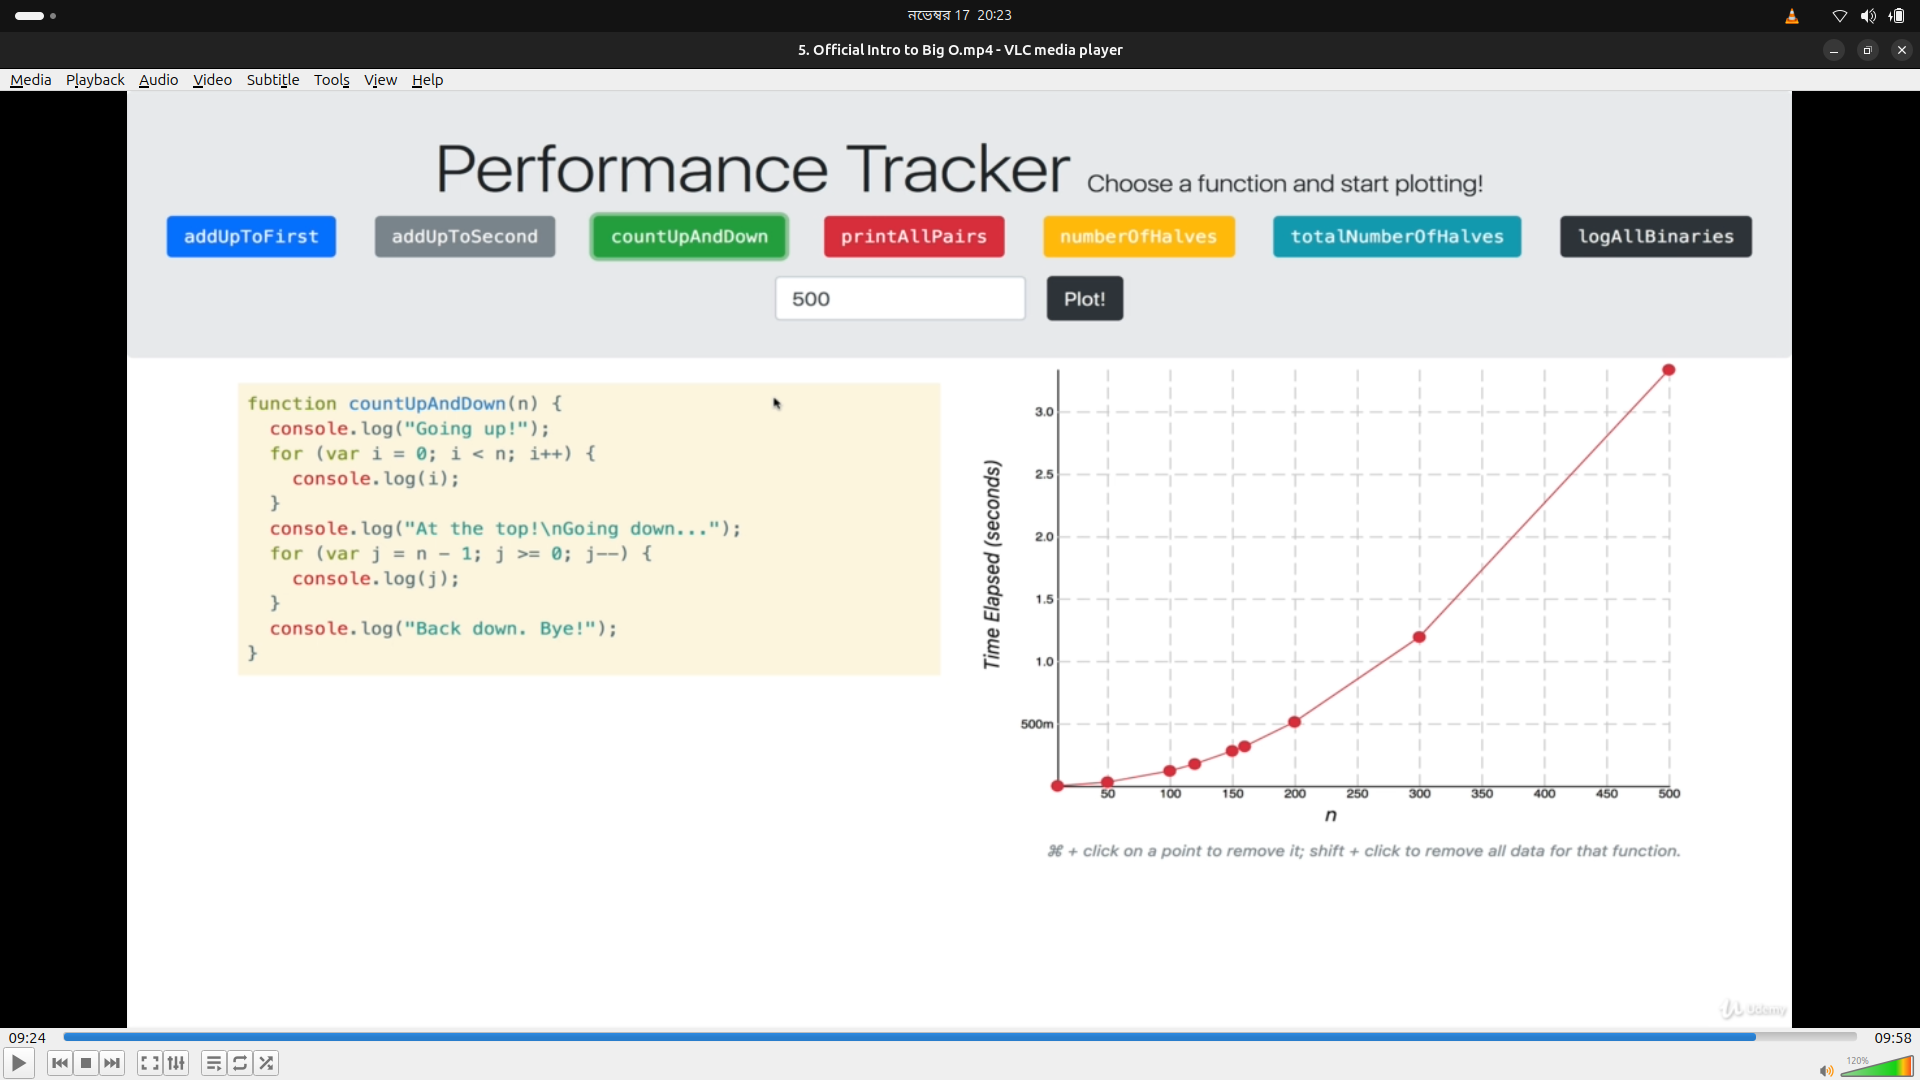 নভেম্বর 17 20:23
5. Official Intro to Big O.mp4 - VLC media player
Media Playback Audio Video Subtitle Tools View Help
Performance Tracker Choose a function and start plotting!
addUpToFirst addUpToSecond countUpAndDown printAllPairs numberOfHalves totalNumberOfHalves logAllBinaries
500 Plot!
function countUpAndDown(n) {
console.log("Going up!");
for (var i = 0; i < n; i++) {
console.log(i);
}
console.log("At the top!\nGoing down...");
for (var j = n - 1; j >= 0; j--) {
console.log(j);
}
console.log("Back down. Bye!");
}
Time Elapsed (seconds)
3.0
2.5
2.0
1.5
1.0
500m
50 100 150 200 250 300 350 400 450 500
n
⌘ + click on a point to remove it; shift + click to remove all data for that function.
Udemy
09:24 09:58
120%